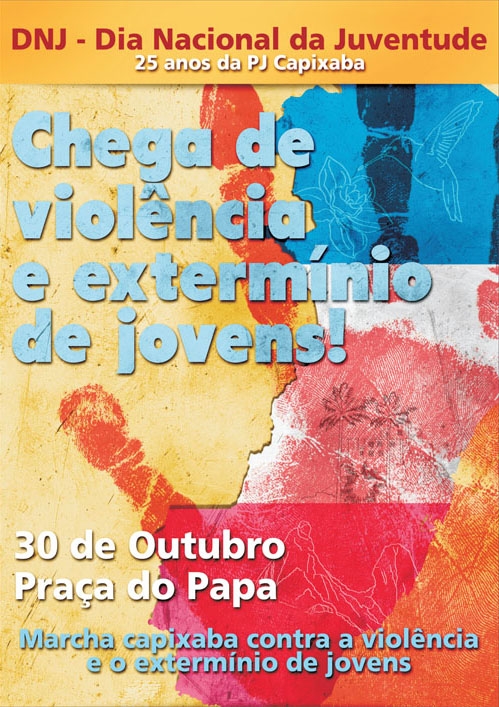 DNJ - Dia Nacional da Juventude
25 anos da PJ Capixaba
Chega de
violência
e extermínio
de jovens!
30 de Outubro
Praça do Papa
Marcha capixaba contra a violência
e o extermínio de jovens